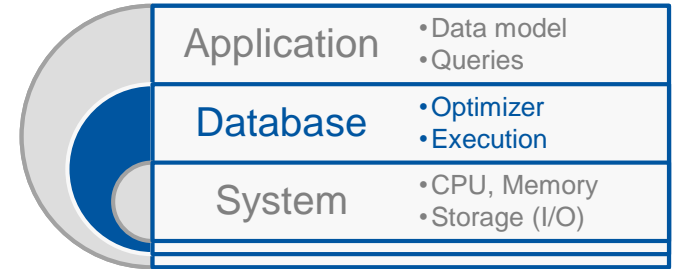 Application
•Data model
•Queries
Database
•Optimizer
•Execution
System
•CPU, Memory
•Storage (I/O)